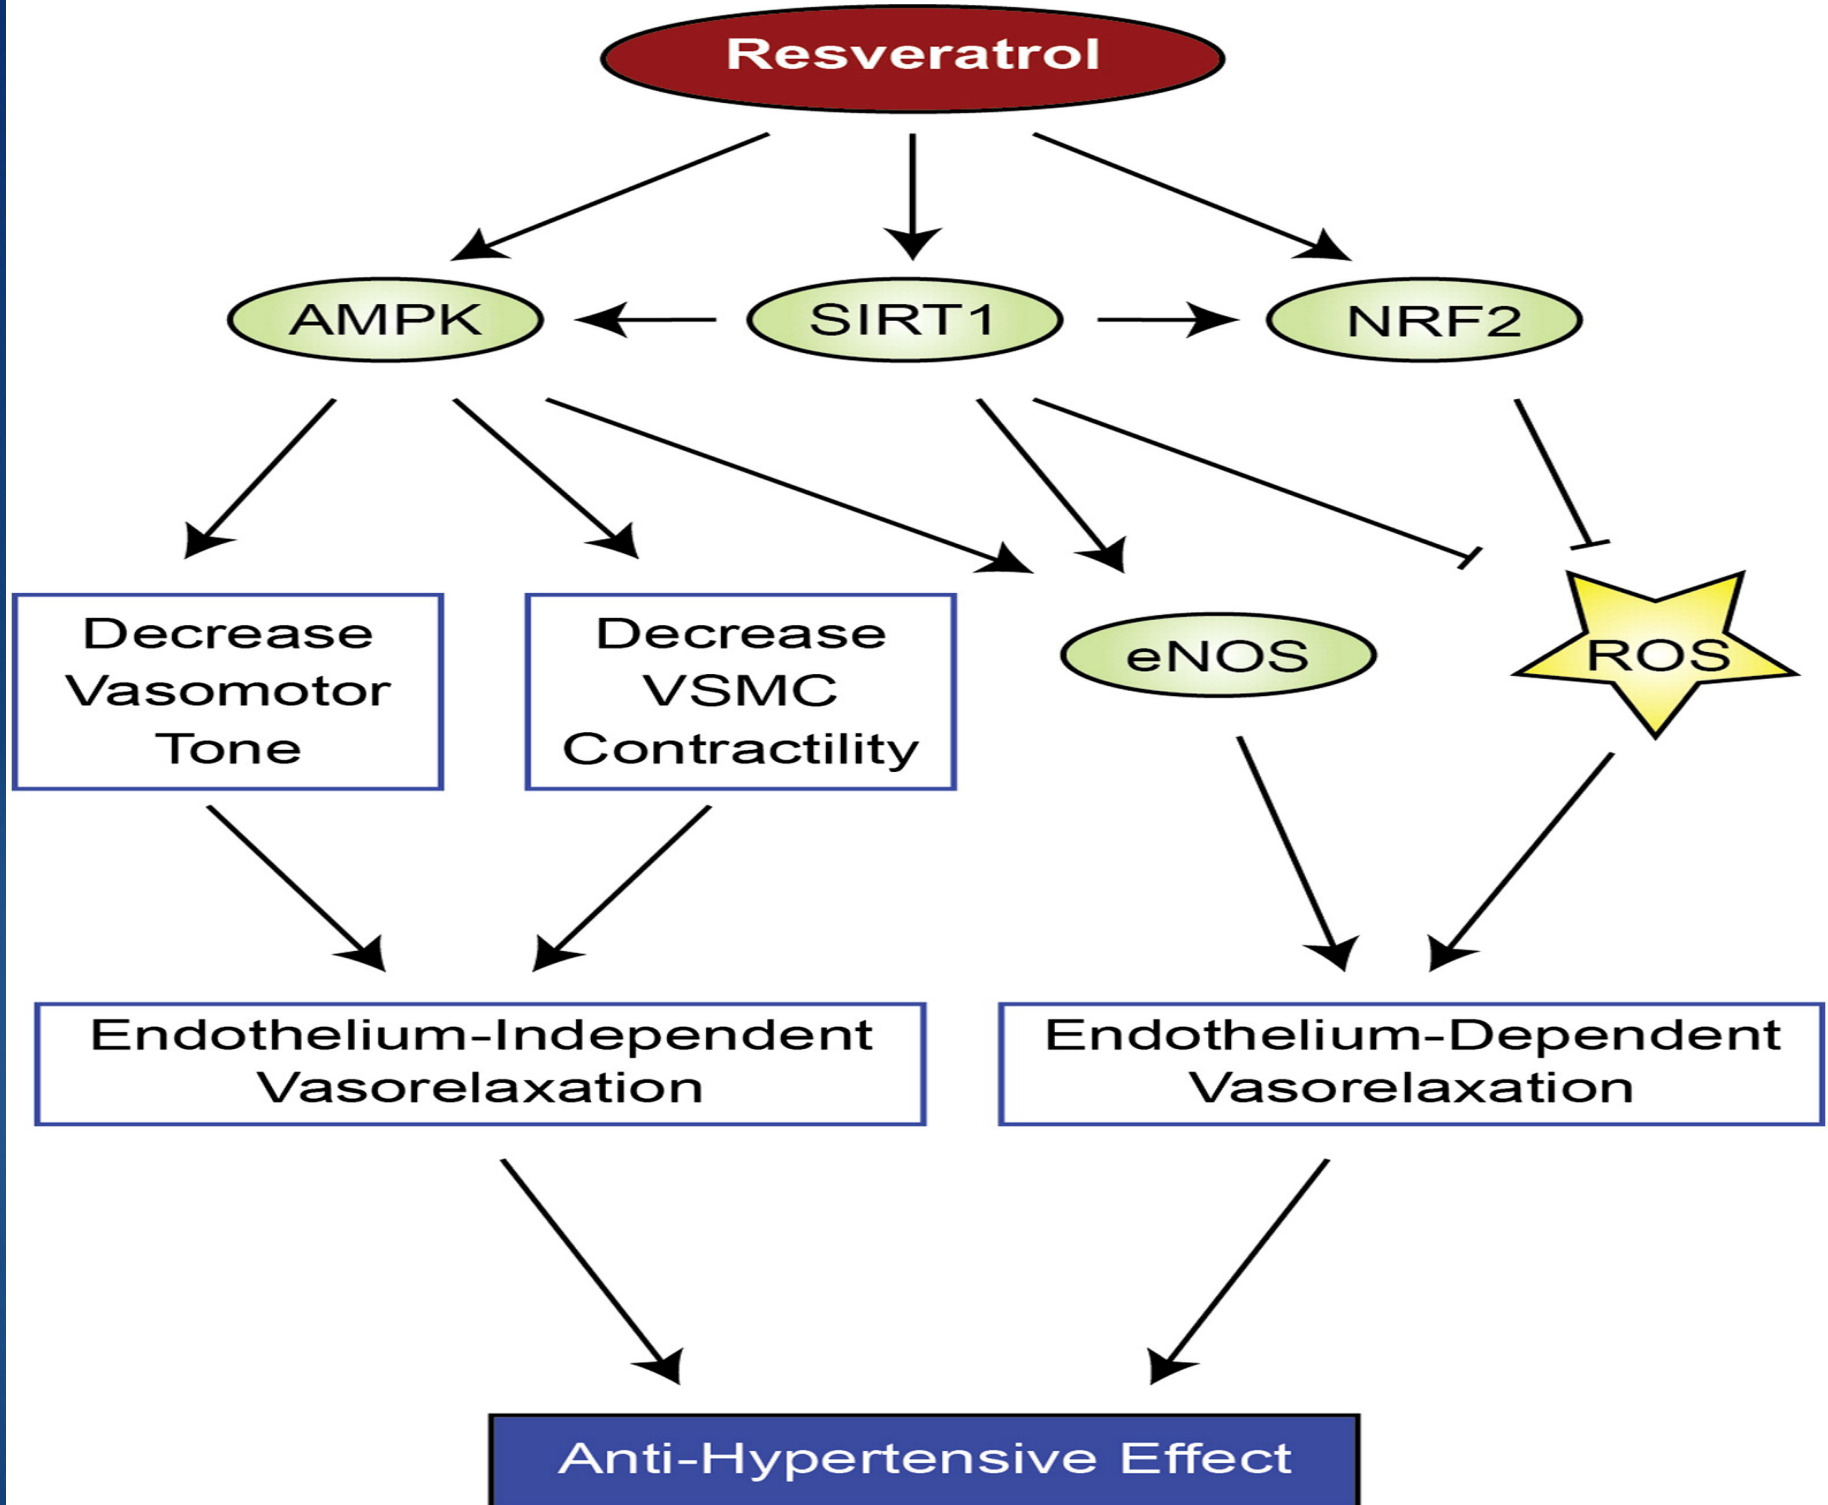 Resveratrol
AMPK
SIRT1
NRF2
Decrease
Vasomotor
Tone
Decrease
VSMC
Contractility
eNOS
ROS
Endothelium-Independent
Vasorelaxation
Endothelium-Dependent
Vasorelaxation
Anti-Hypertensive Effect